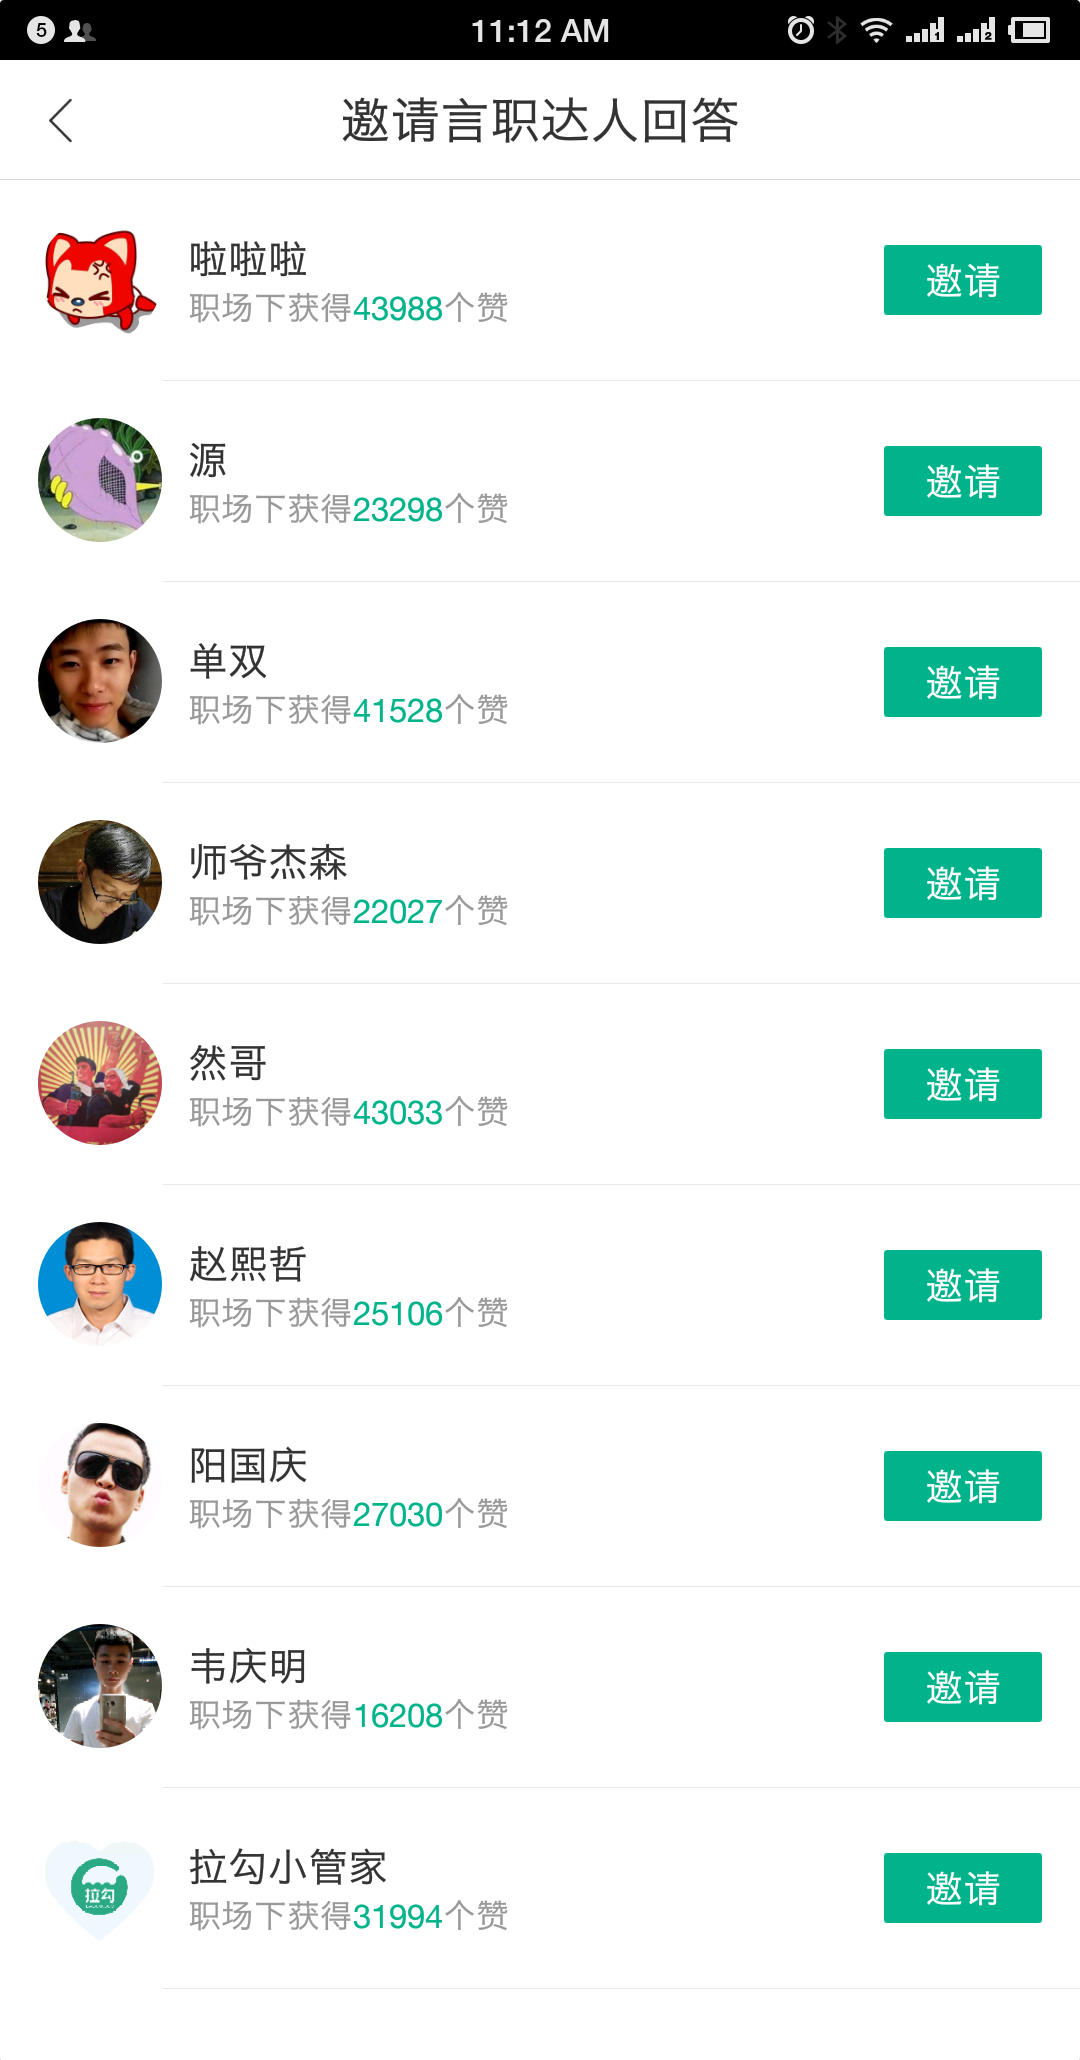 5
11:12 AM
1
2
邀请言职达人回答
啦啦啦
职场下获得43988个赞
邀请
源
职场下获得23298个赞
邀请
单双
职场下获得41528个赞
邀请
师爷杰森
职场下获得22027个赞
邀请
然哥
职场下获得43033个赞
邀请
赵熙哲
职场下获得25106个赞
邀请
阳国庆
职场下获得27030个赞
邀请
韦庆明
职场下获得16208个赞
邀请
拉勾
拉勾小管家
职场下获得31994个赞
邀请